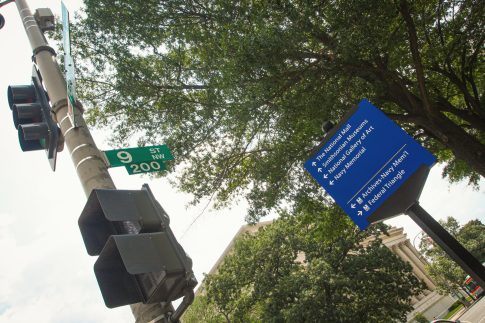 9 ST
NW
200
↑ The National Mall
↑ Smithsonian Museums
← National Gallery of Art
← Navy Memorial
← M Archives-Navy Mem'l
→ M Federal Triangle